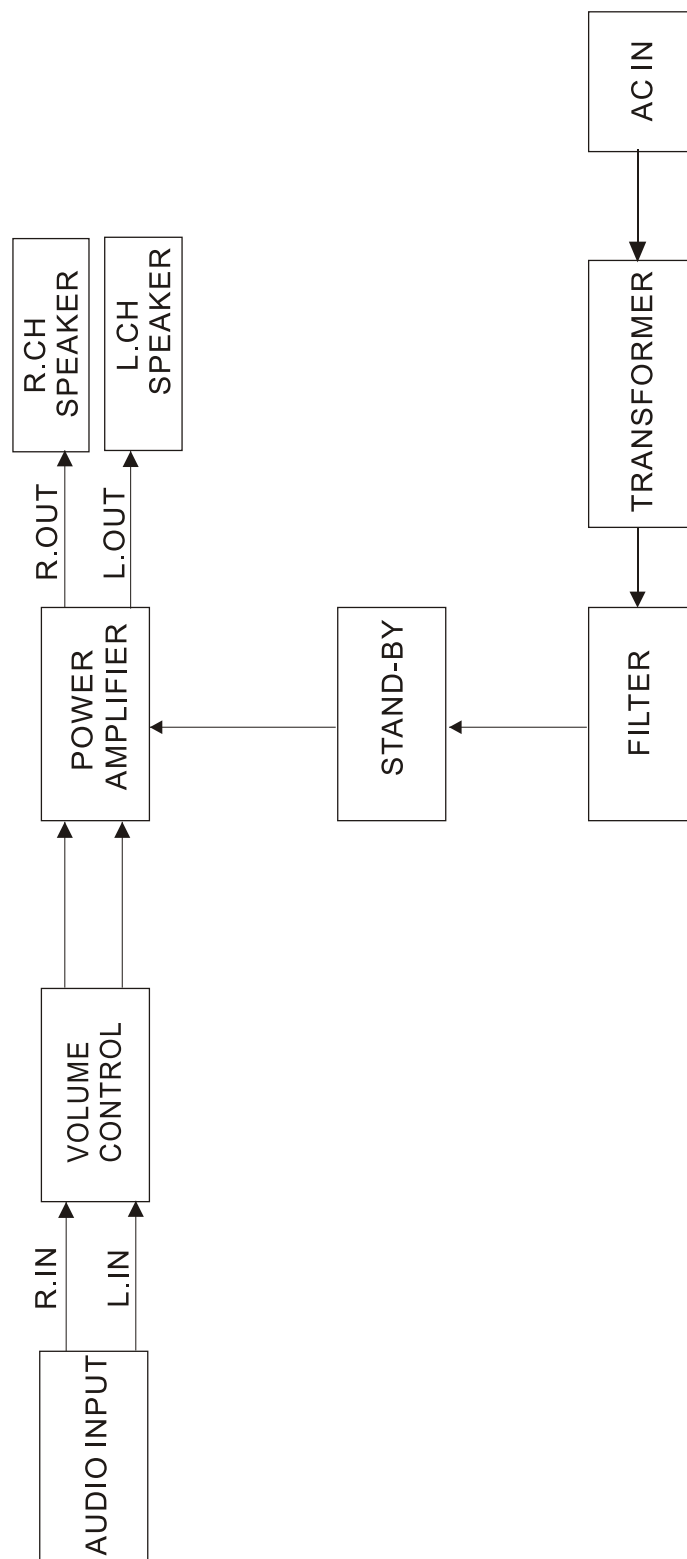 AUDIO INPUT
R.IN
L.IN
VOLUME
CONTROL
POWER
AMPLIFIER
R.OUT
L.OUT
R.CH
SPEAKER
L.CH
SPEAKER
STAND-BY
FILTER
TRANSFORMER
AC IN